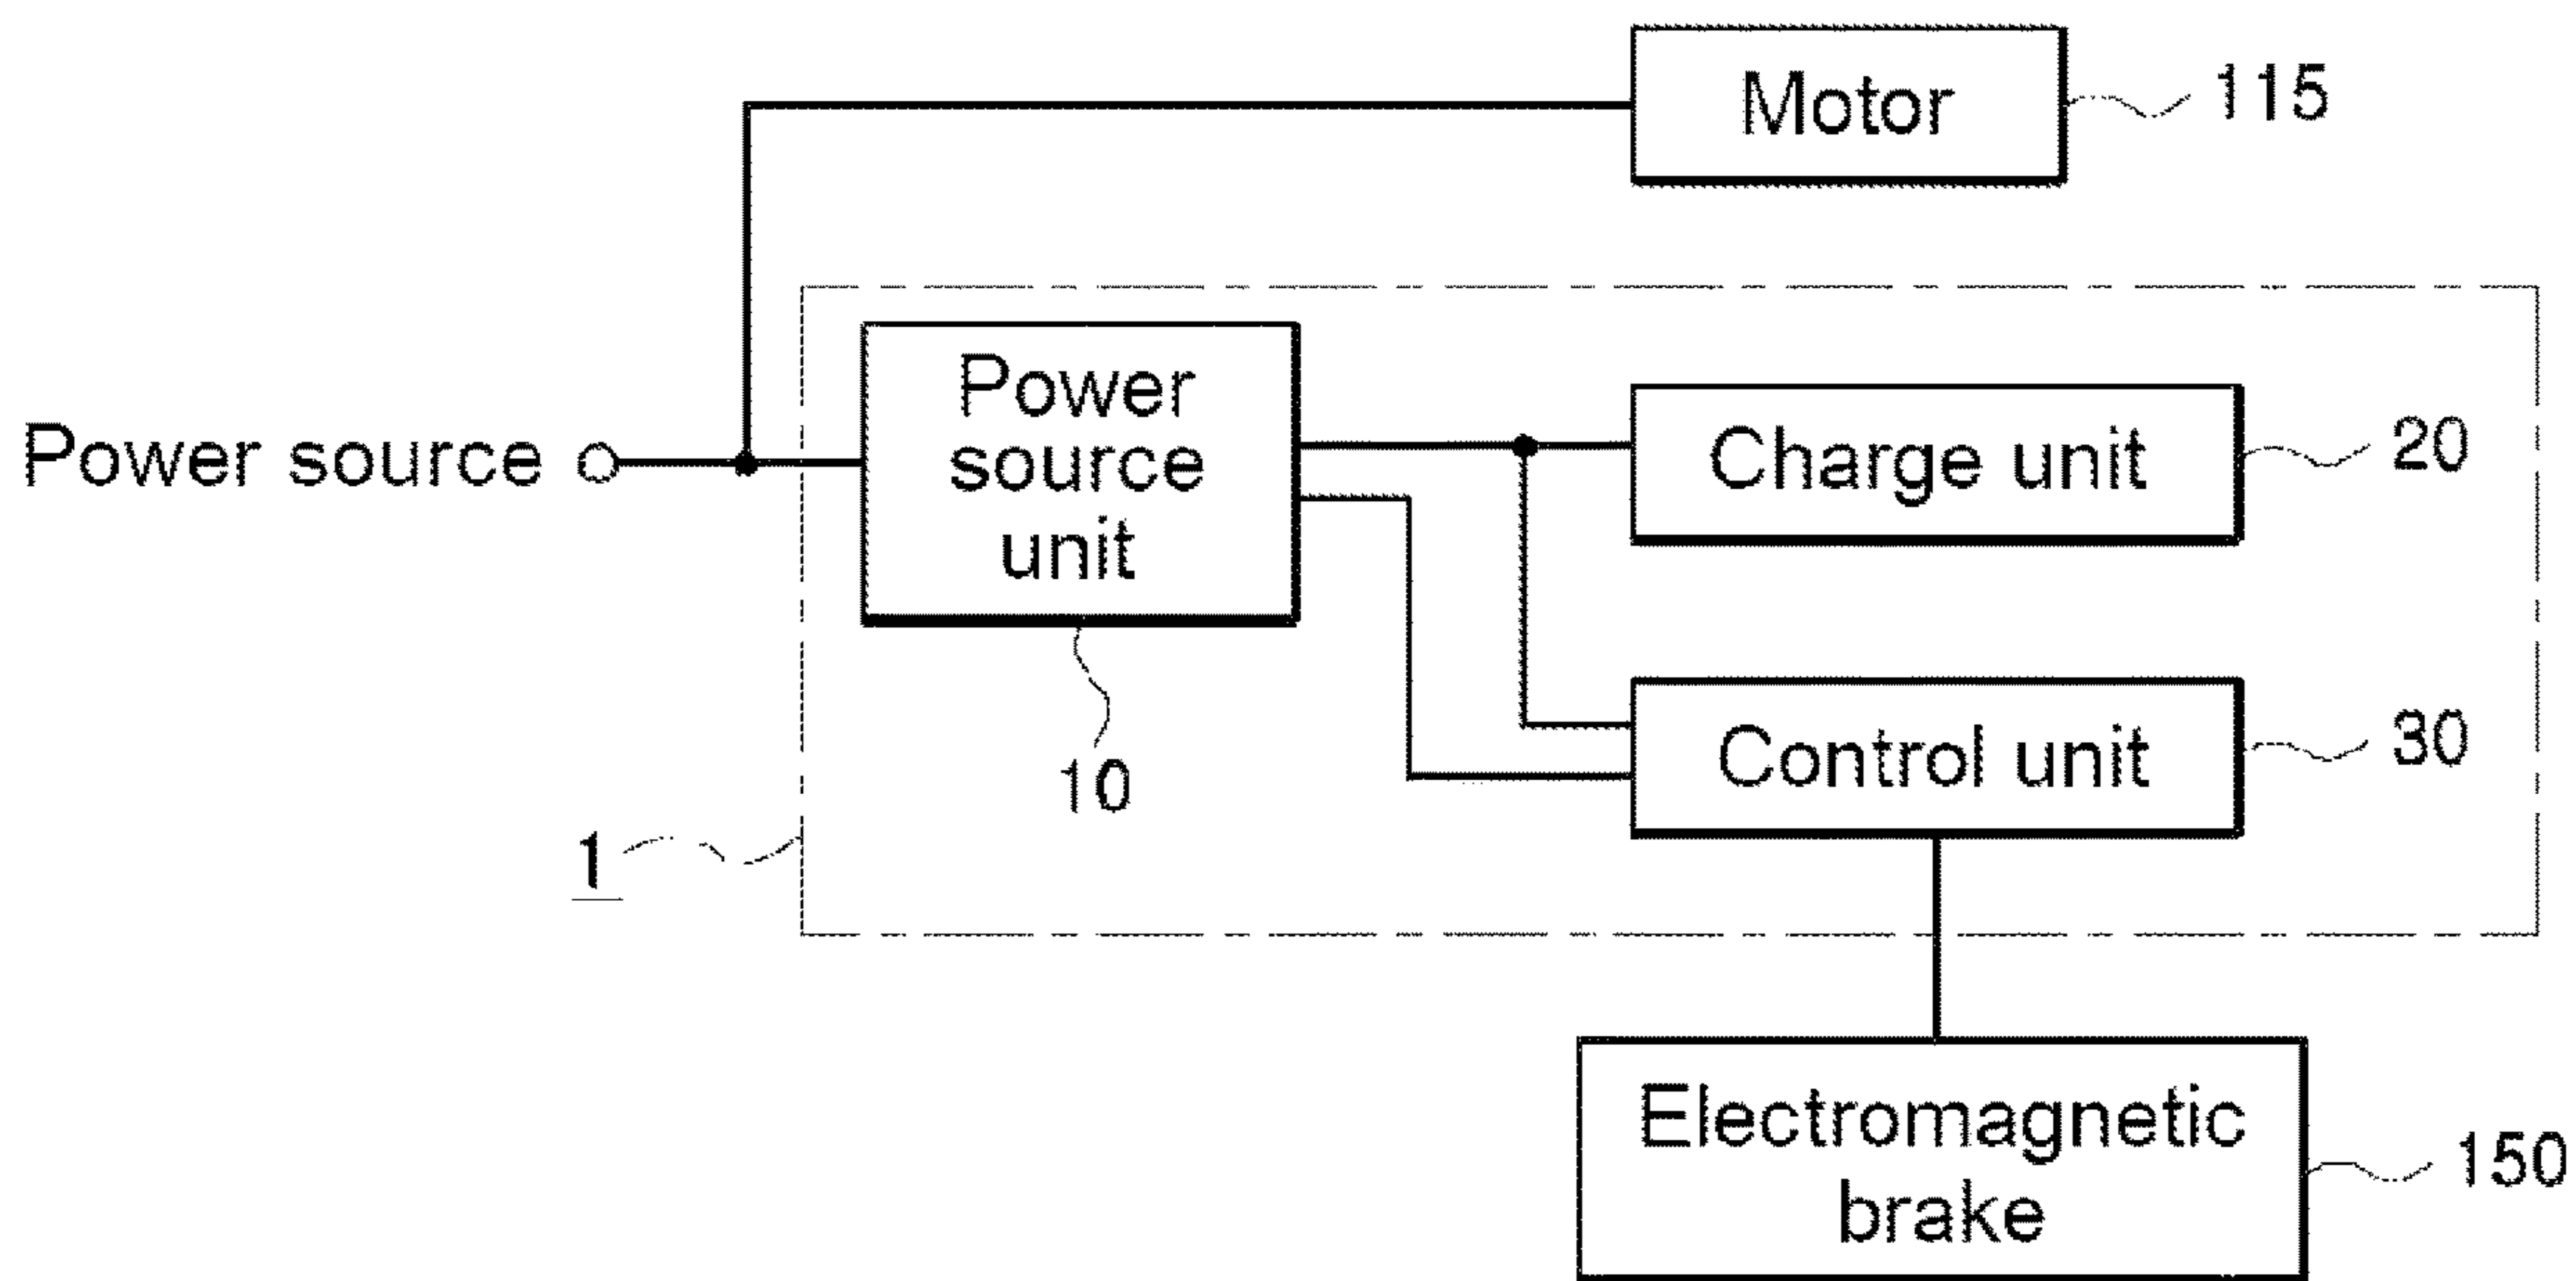 Motor
115
Power source
Power
source
unit
Charge unit
20
10
Control unit
30
1
Electromagnetic
brake
150